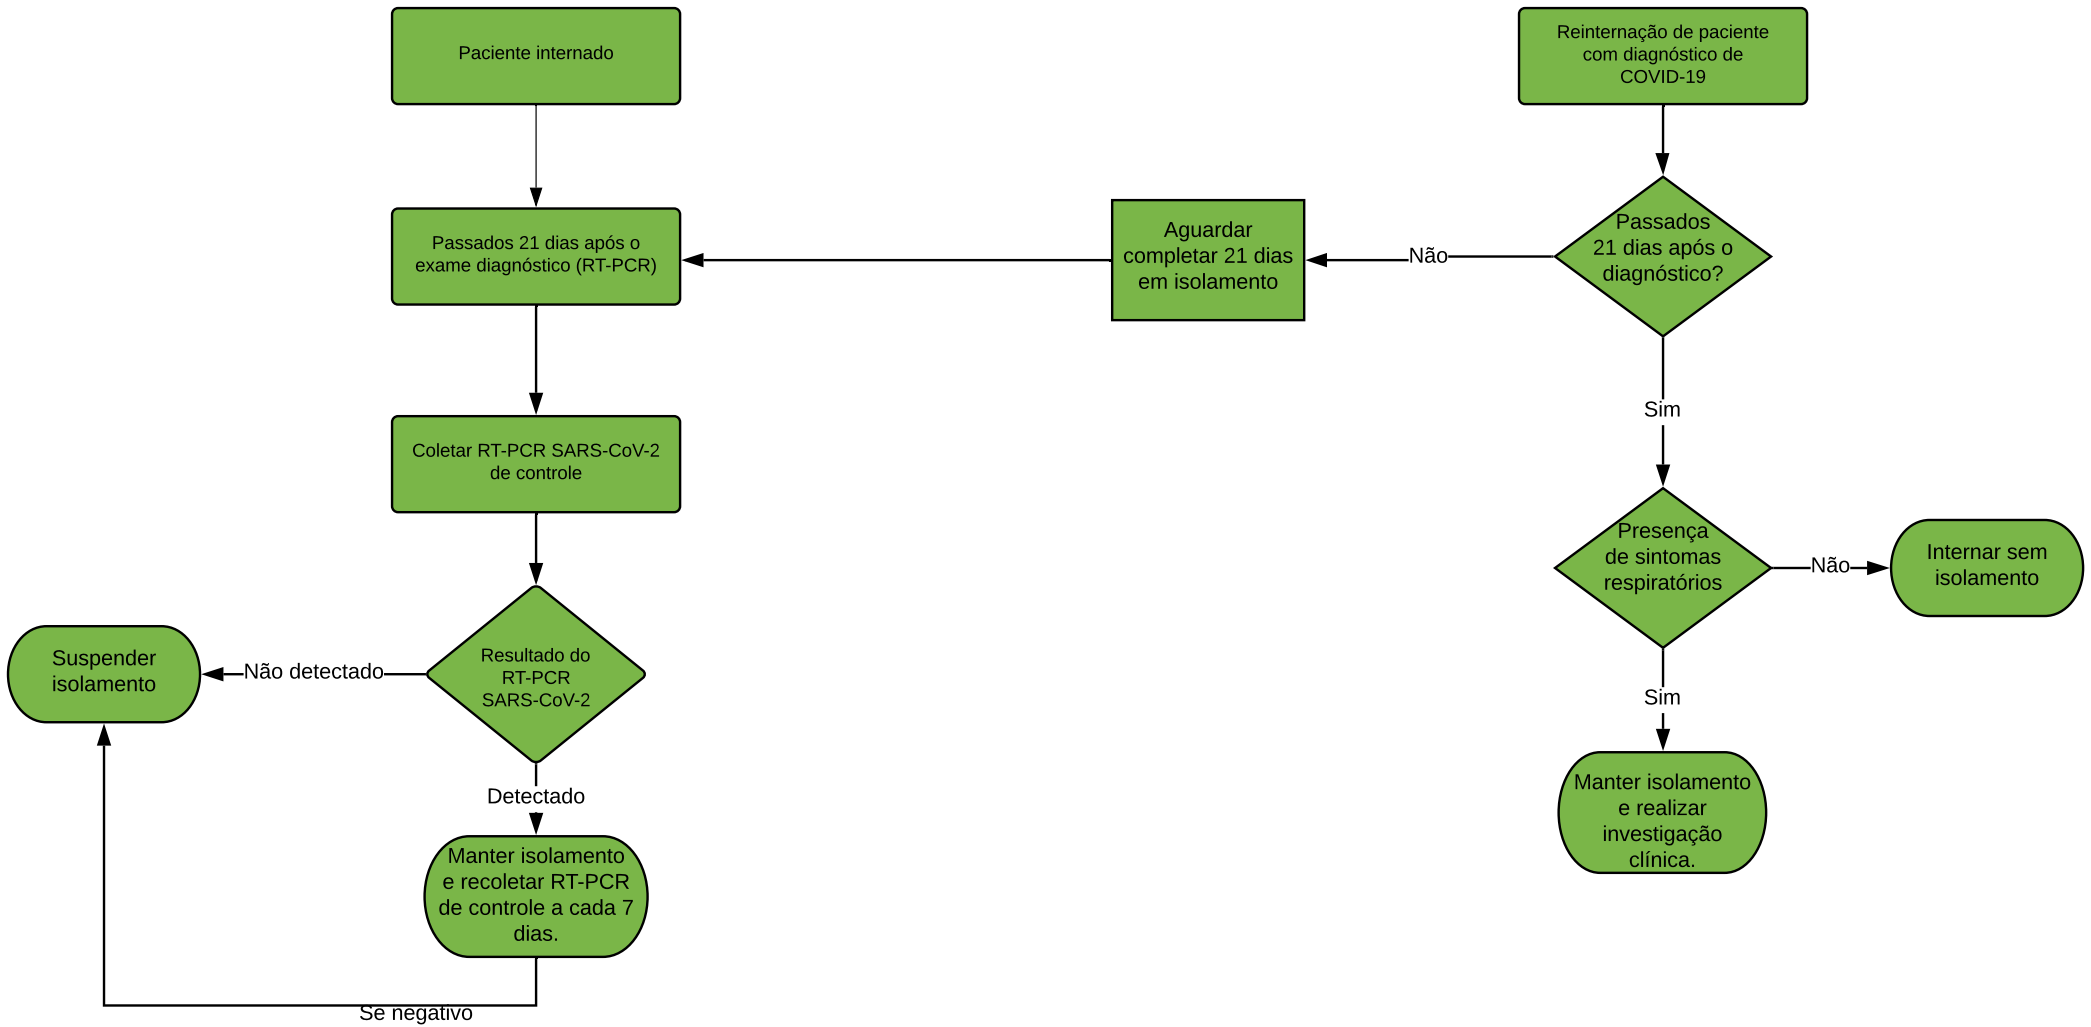 Paciente internado
Reinternação de paciente
com diagnóstico de
COVID-19
Passados 21 dias após o
exame diagnóstico (RT-PCR)
Aguardar
completar 21 dias
em isolamento
Não
Passados
21 dias após o
diagnóstico?
Sim
Coletar RT-PCR SARS-CoV-2
de controle
Presença
de sintomas
respiratórios
Não
Internar sem
isolamento
Suspender
isolamento
Não detectado
Resultado do
RT-PCR
SARS-CoV-2
Sim
Detectado
Manter isolamento
e realizar
investigação
clínica.
Manter isolamento
e recoletar RT-PCR
de controle a cada 7
dias.
Se negativo